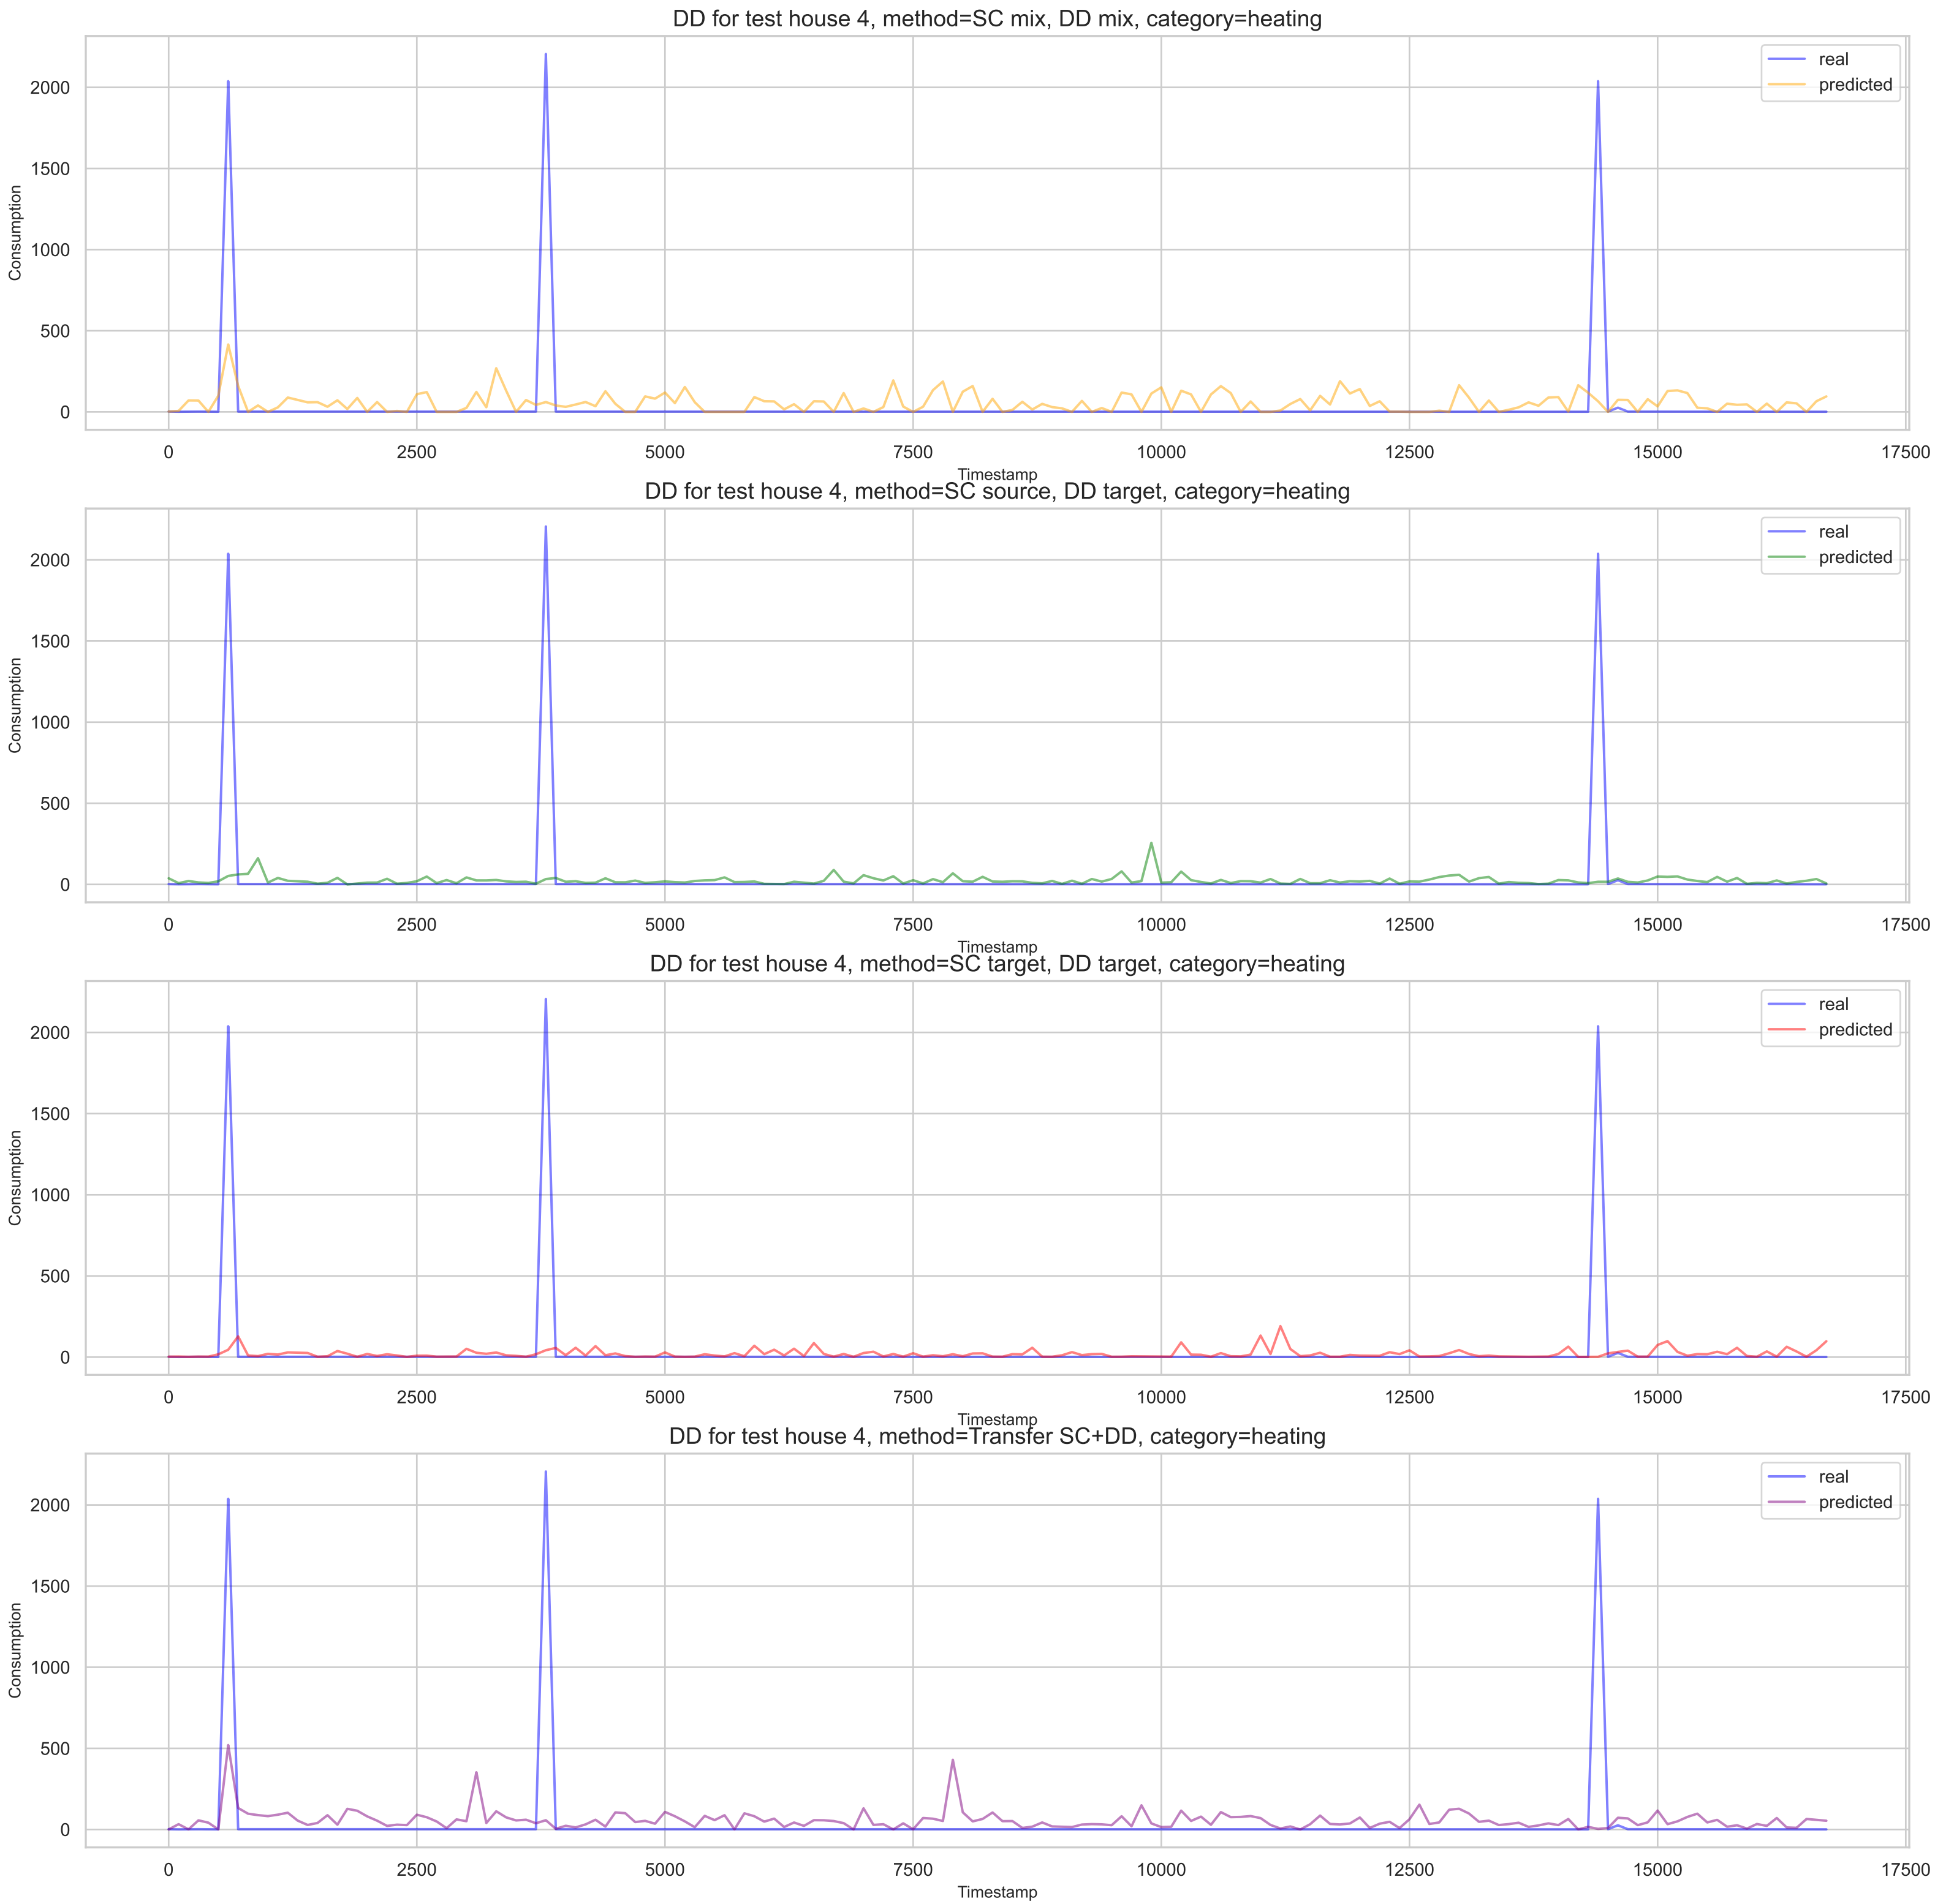 DD for test house 4, method=SC mix, DD mix, category=heating
real
predicted
2000
1500
1000
500
0
Consumption
0 2500 5000 7500 10000 12500 15000 17500
Timestamp
DD for test house 4, method=SC source, DD target, category=heating
real
predicted
2000
1500
1000
500
0
Consumption
0 2500 5000 7500 10000 12500 15000 17500
Timestamp
DD for test house 4, method=SC target, DD target, category=heating
real
predicted
2000
1500
1000
500
0
Consumption
0 2500 5000 7500 10000 12500 15000 17500
Timestamp
DD for test house 4, method=Transfer SC+DD, category=heating
real
predicted
2000
1500
1000
500
0
Consumption
0 2500 5000 7500 10000 12500 15000 17500
Timestamp